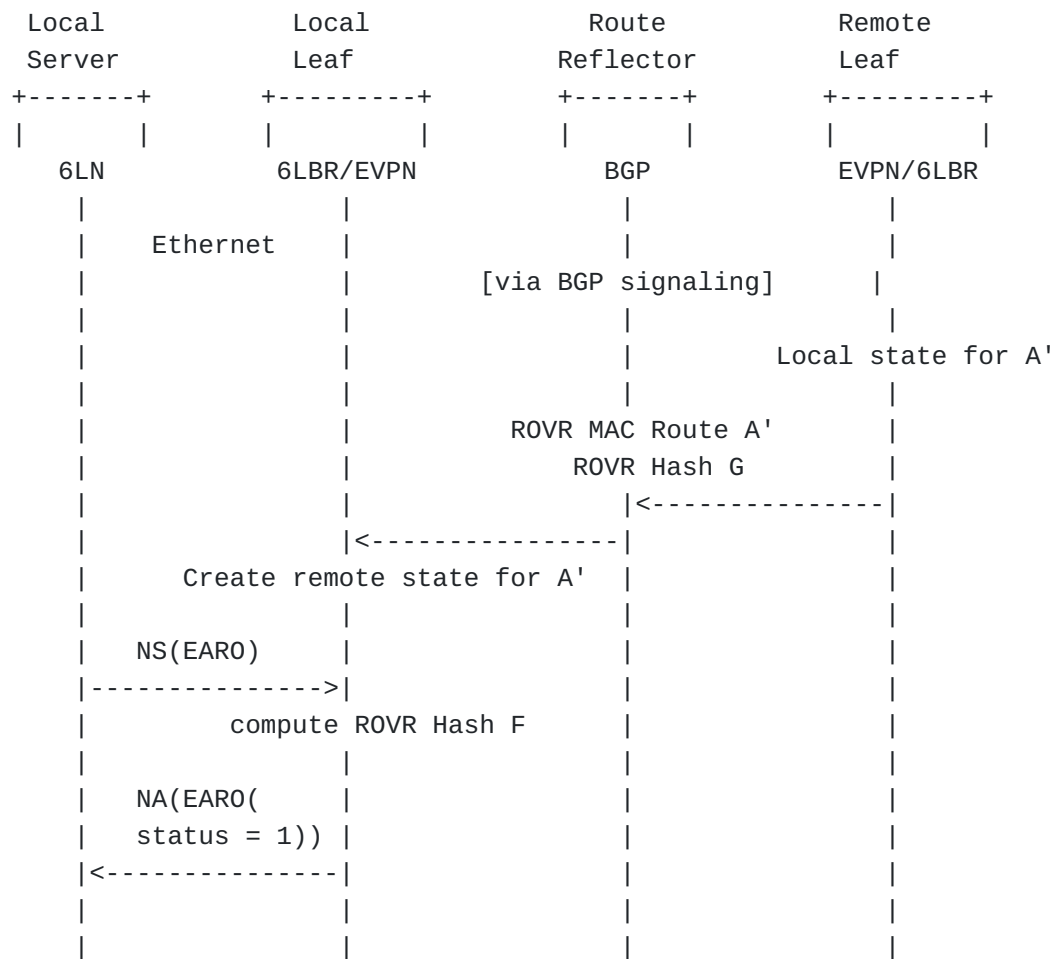 Local Local Route Remote
Server Leaf Reflector Leaf
+-------+ +---------+ +-------+ +---------+
| | | | | | | |
6LN 6LBR/EVPN BGP EVPN/6LBR
| | | |
| Ethernet | | |
| | [via BGP signaling] |
| | | |
| | | Local state for A'
| | | |
| | ROVR MAC Route A' |
| | ROVR Hash G |
| | |<---------------|
| |<-----------------| |
| Create remote state for A' | |
| | | |
| NS(EARO) | | |
|--------------->| | |
| compute ROVR Hash F | |
| | | |
| NA(EARO( | | |
| status = 1)) | | |
|<---------------| | |
| | | |
| | | |